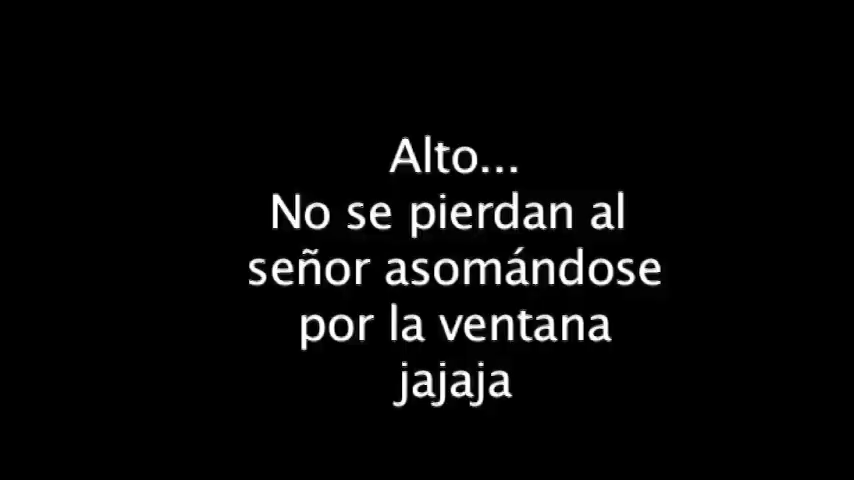 Alto...
No se pierdan al
señor asomándose
por la ventana
jajaja